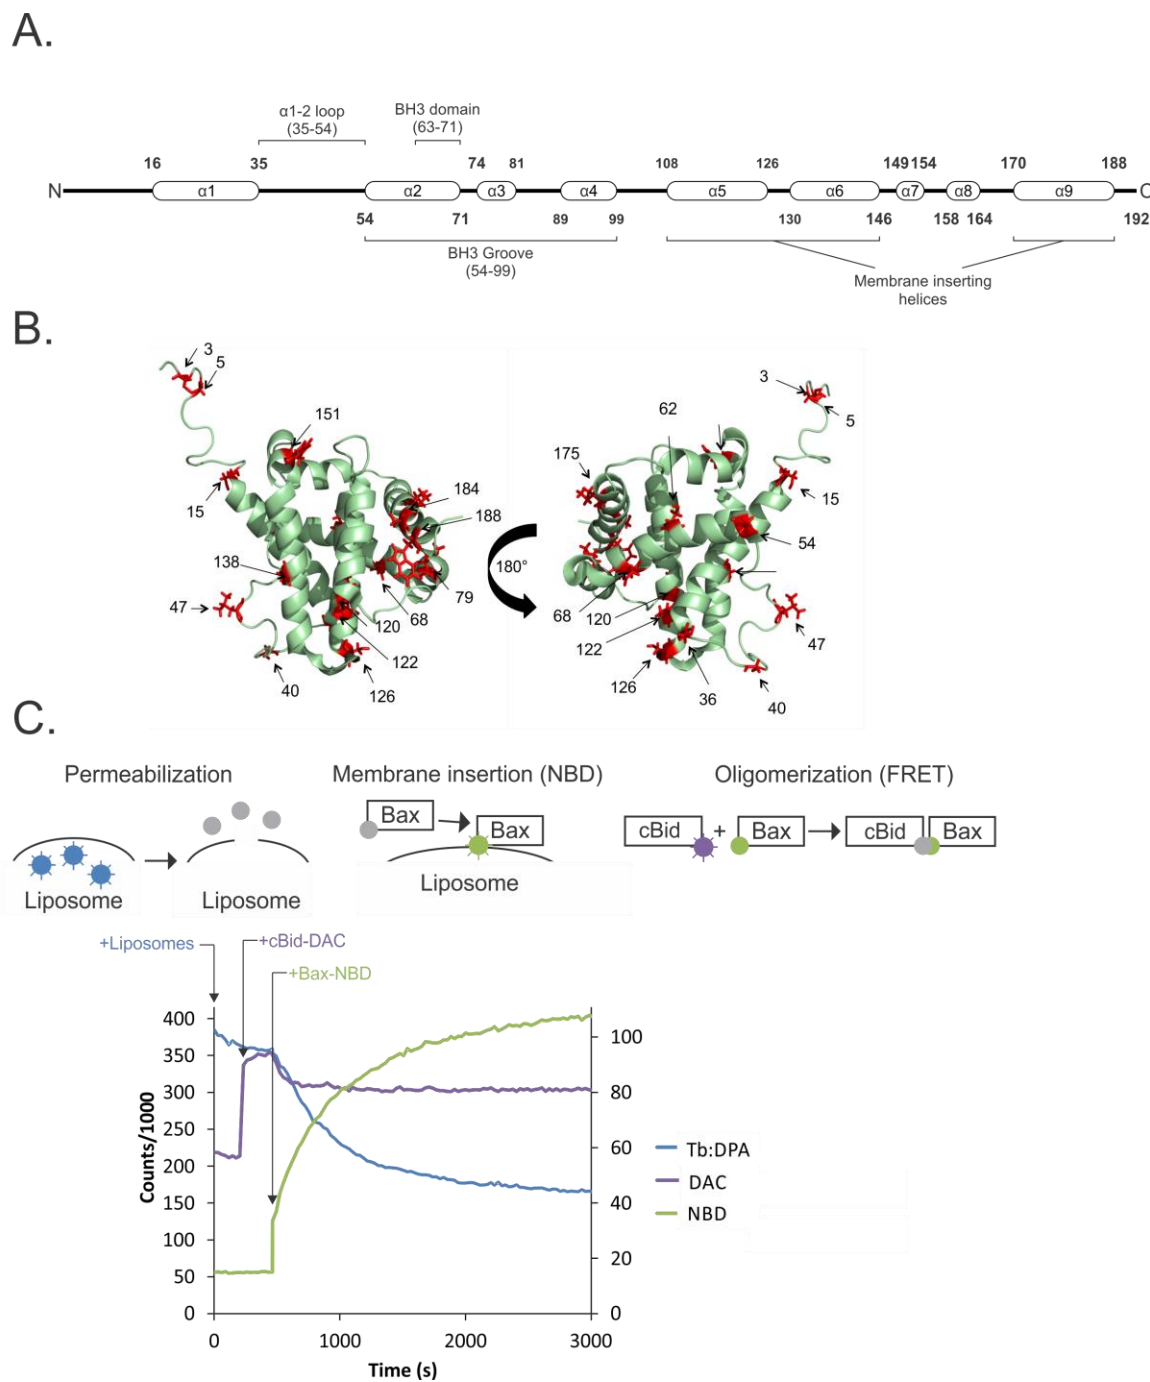 A.
α1-2 loop
(35-54)
BH3 domain
(63-71)
16 35 74 81 108 126 149 154 170 188
N α1 α2 α3 α4 α5 α6 α7 α8 α9 C
54 71 89 99 130 146 158 164 192
BH3 Groove
(54-99)
Membrane inserting
helices
B.
3
5
151
15
184
188
138
47
79
68
120
122
40
126
180°
3
62
5
175
15
54
68
120
47
122
126
36
40
C.
Permeabilization
Membrane insertion (NBD)
Oligomerization (FRET)
Bax
Bax
cBid + Bax cBid Bax
Liposome
Liposome
Liposome
+Liposomes
+cBid-DAC
+Bax-NBD
400
350
300
250
200
150
100
50
0
Counts/1000
100
80
60
40
20
0
Tb:DPA
DAC
NBD
0 1000 2000 3000
Time (s)